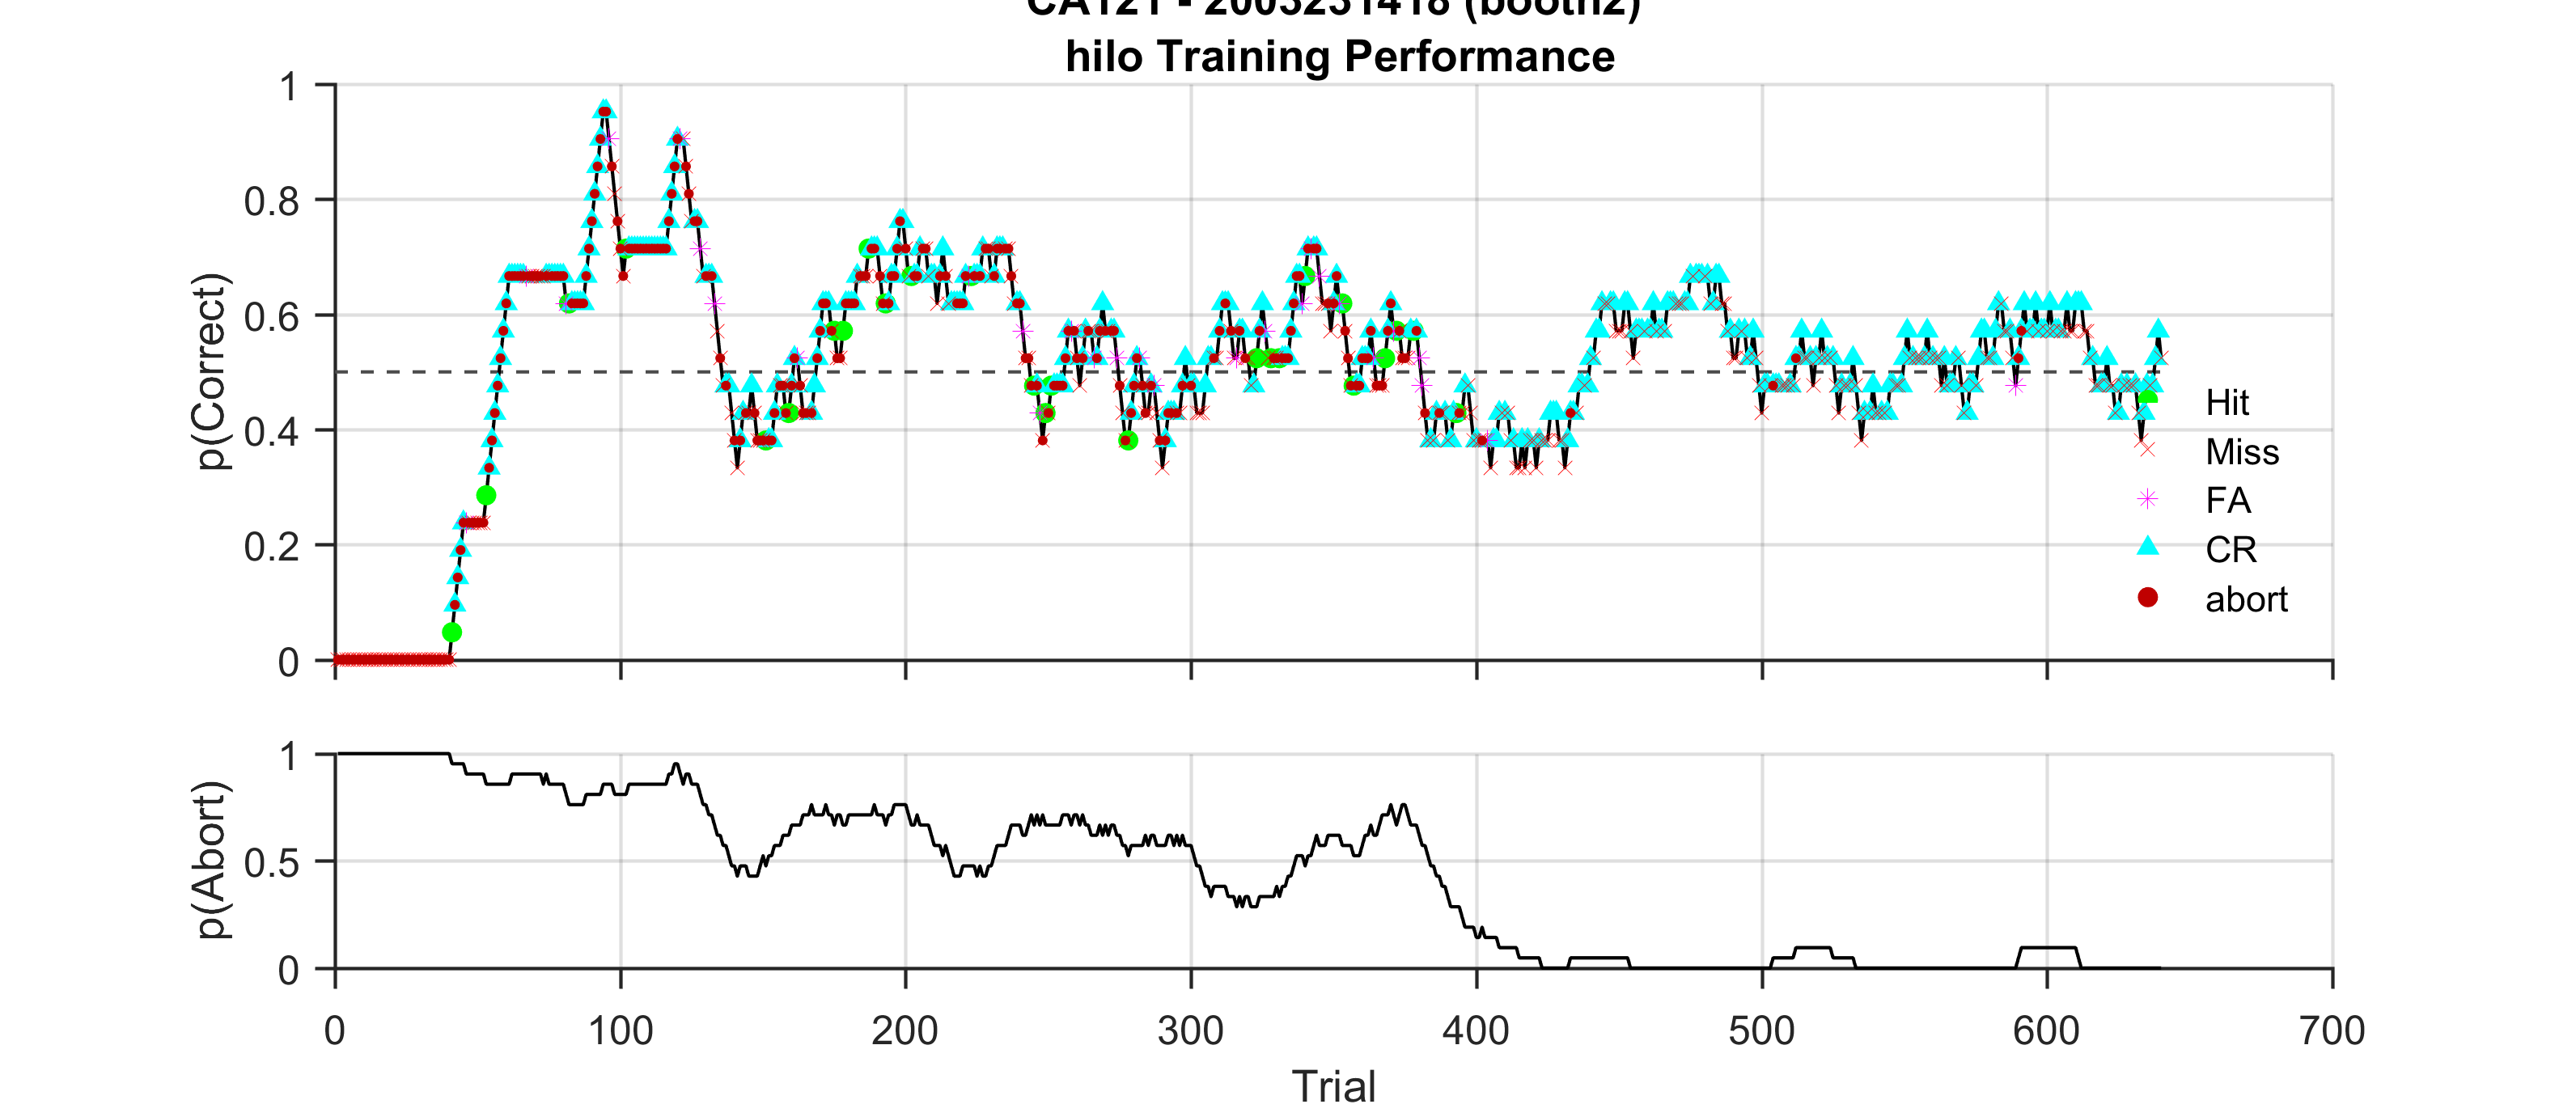 hilo Training Performance
1
0.8
0.6
0.4
0.2
0
p(Correct)
Hit
Miss
FA
CR
abort
1
0.5
0
p(Abort)
0 100 200 300 400 500 600 700
Trial